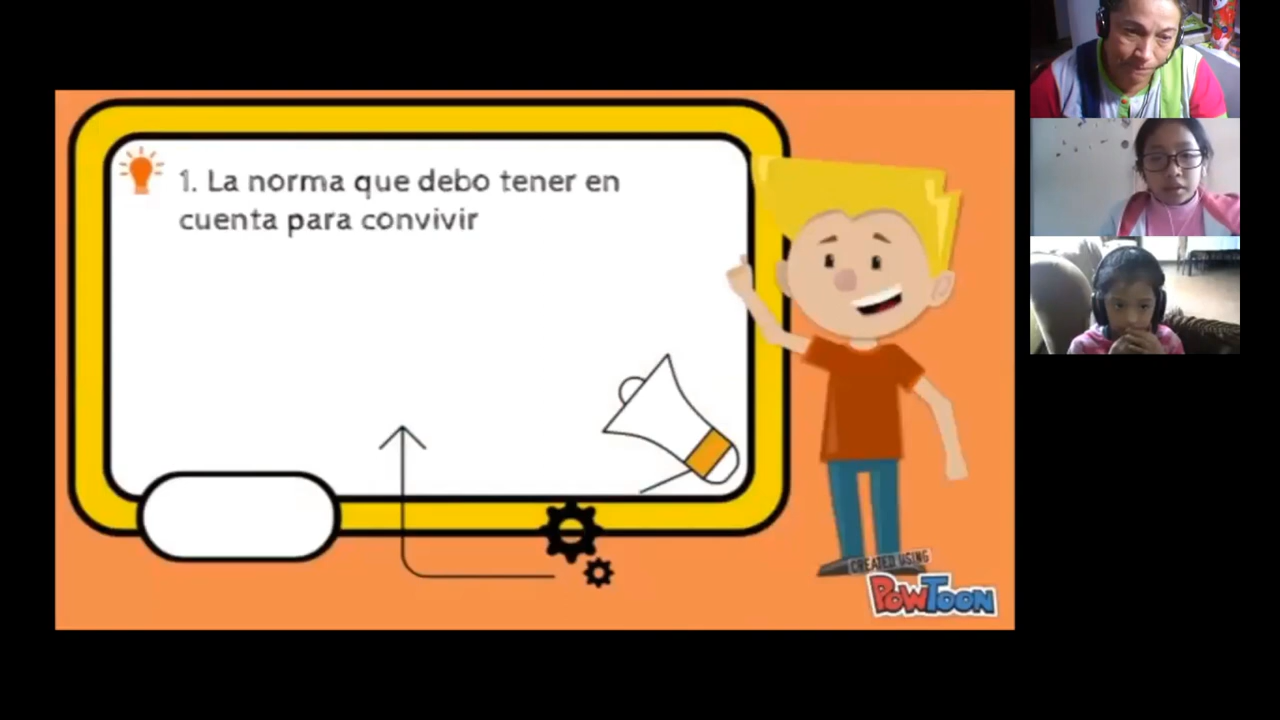 1. La norma que debo tener en
cuenta para convivir
CREATED USING
POWTOON